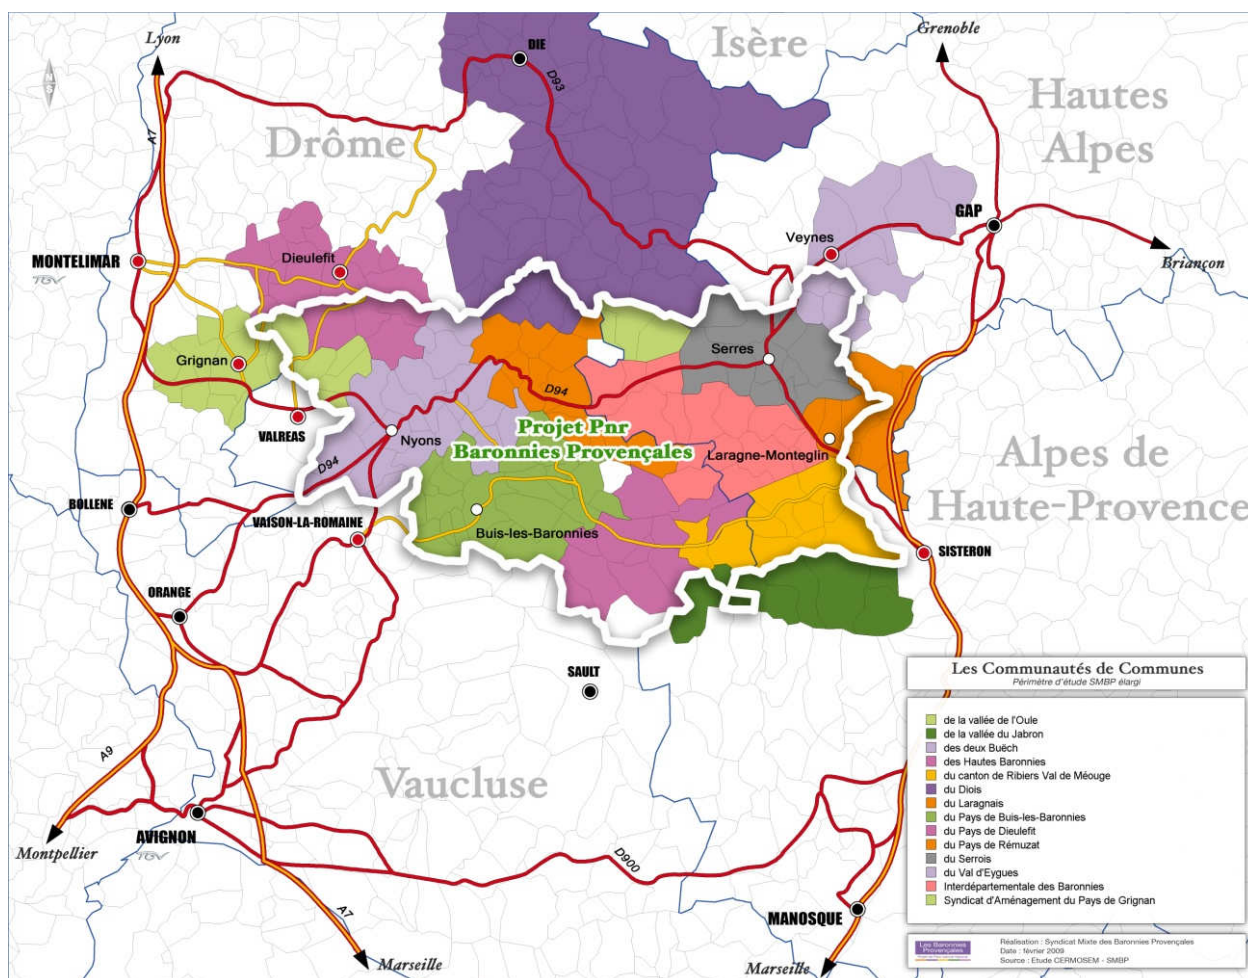 Lyon
Grenoble
Isère
DIE
D93
Hautes
Alpes
N
S
A7
Drôme
GAP
Veynes
MONTELIMAR
TGV
Dieulefit
Briançon
Grignan
Serres
D94
VALREAS
Projet Pnr
Baronnies Provençales
Nyons
Laragne-Monteglin
D94
Alpes de
Haute-Provence
BOLLENE
VAISON-LA-ROMAINE
Buis-les-Baronnies
SISTERON
ORANGE
SAULT
Les Communautés de Communes
Périmètre d'étude SMBP élargi
de la vallée de l'Oule
de la vallée du Jabron
des deux Buëch
des Hautes Baronnies
du canton de Ribiers Val de Méouge
du Diois
du Laragnais
du Pays de Buis-les-Baronnies
du Pays de Dieulefit
du Pays de Rémuzat
du Serrois
du Val d'Eygues
Interdépartementale des Baronnies
Syndicat d'Aménagement du Pays de Grignan
A9
Vaucluse
AVIGNON
TGV
Montpellier
D900
A7
Marseille
MANOSQUE
Marseille
Les Baronnies
Provençales
Réalisation : Syndicat Mixte des Baronnies Provençales
Date : février 2009
Source : Etude CERMOSEM - SMBP